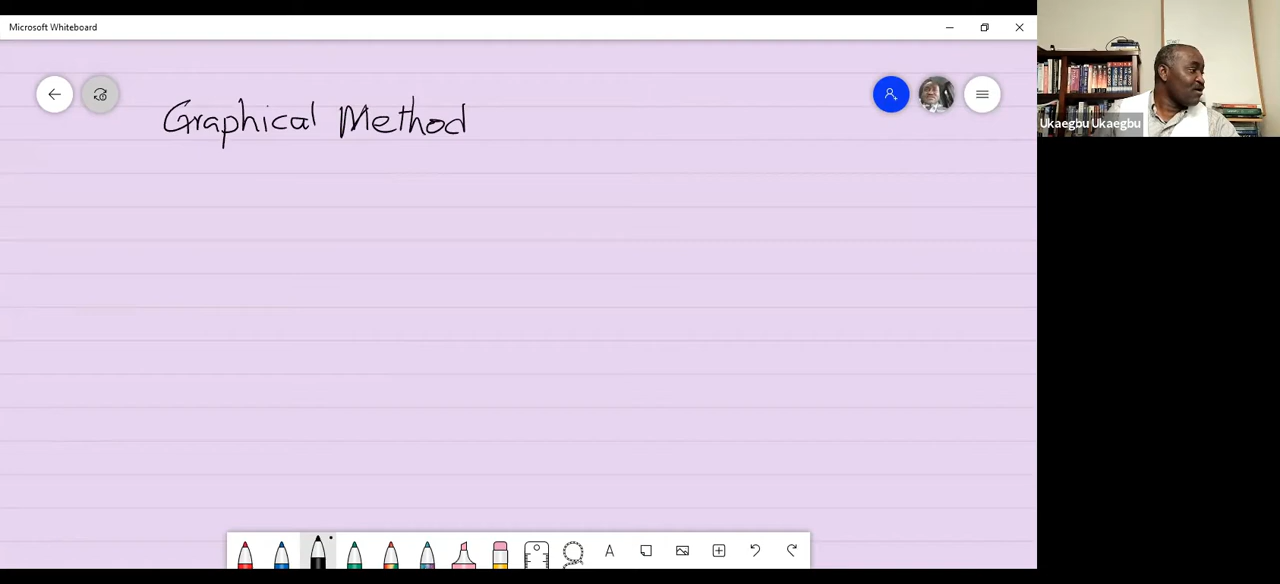 Microsoft Whiteboard
Graphical Method
Ukaegbu Ukaegbu
A